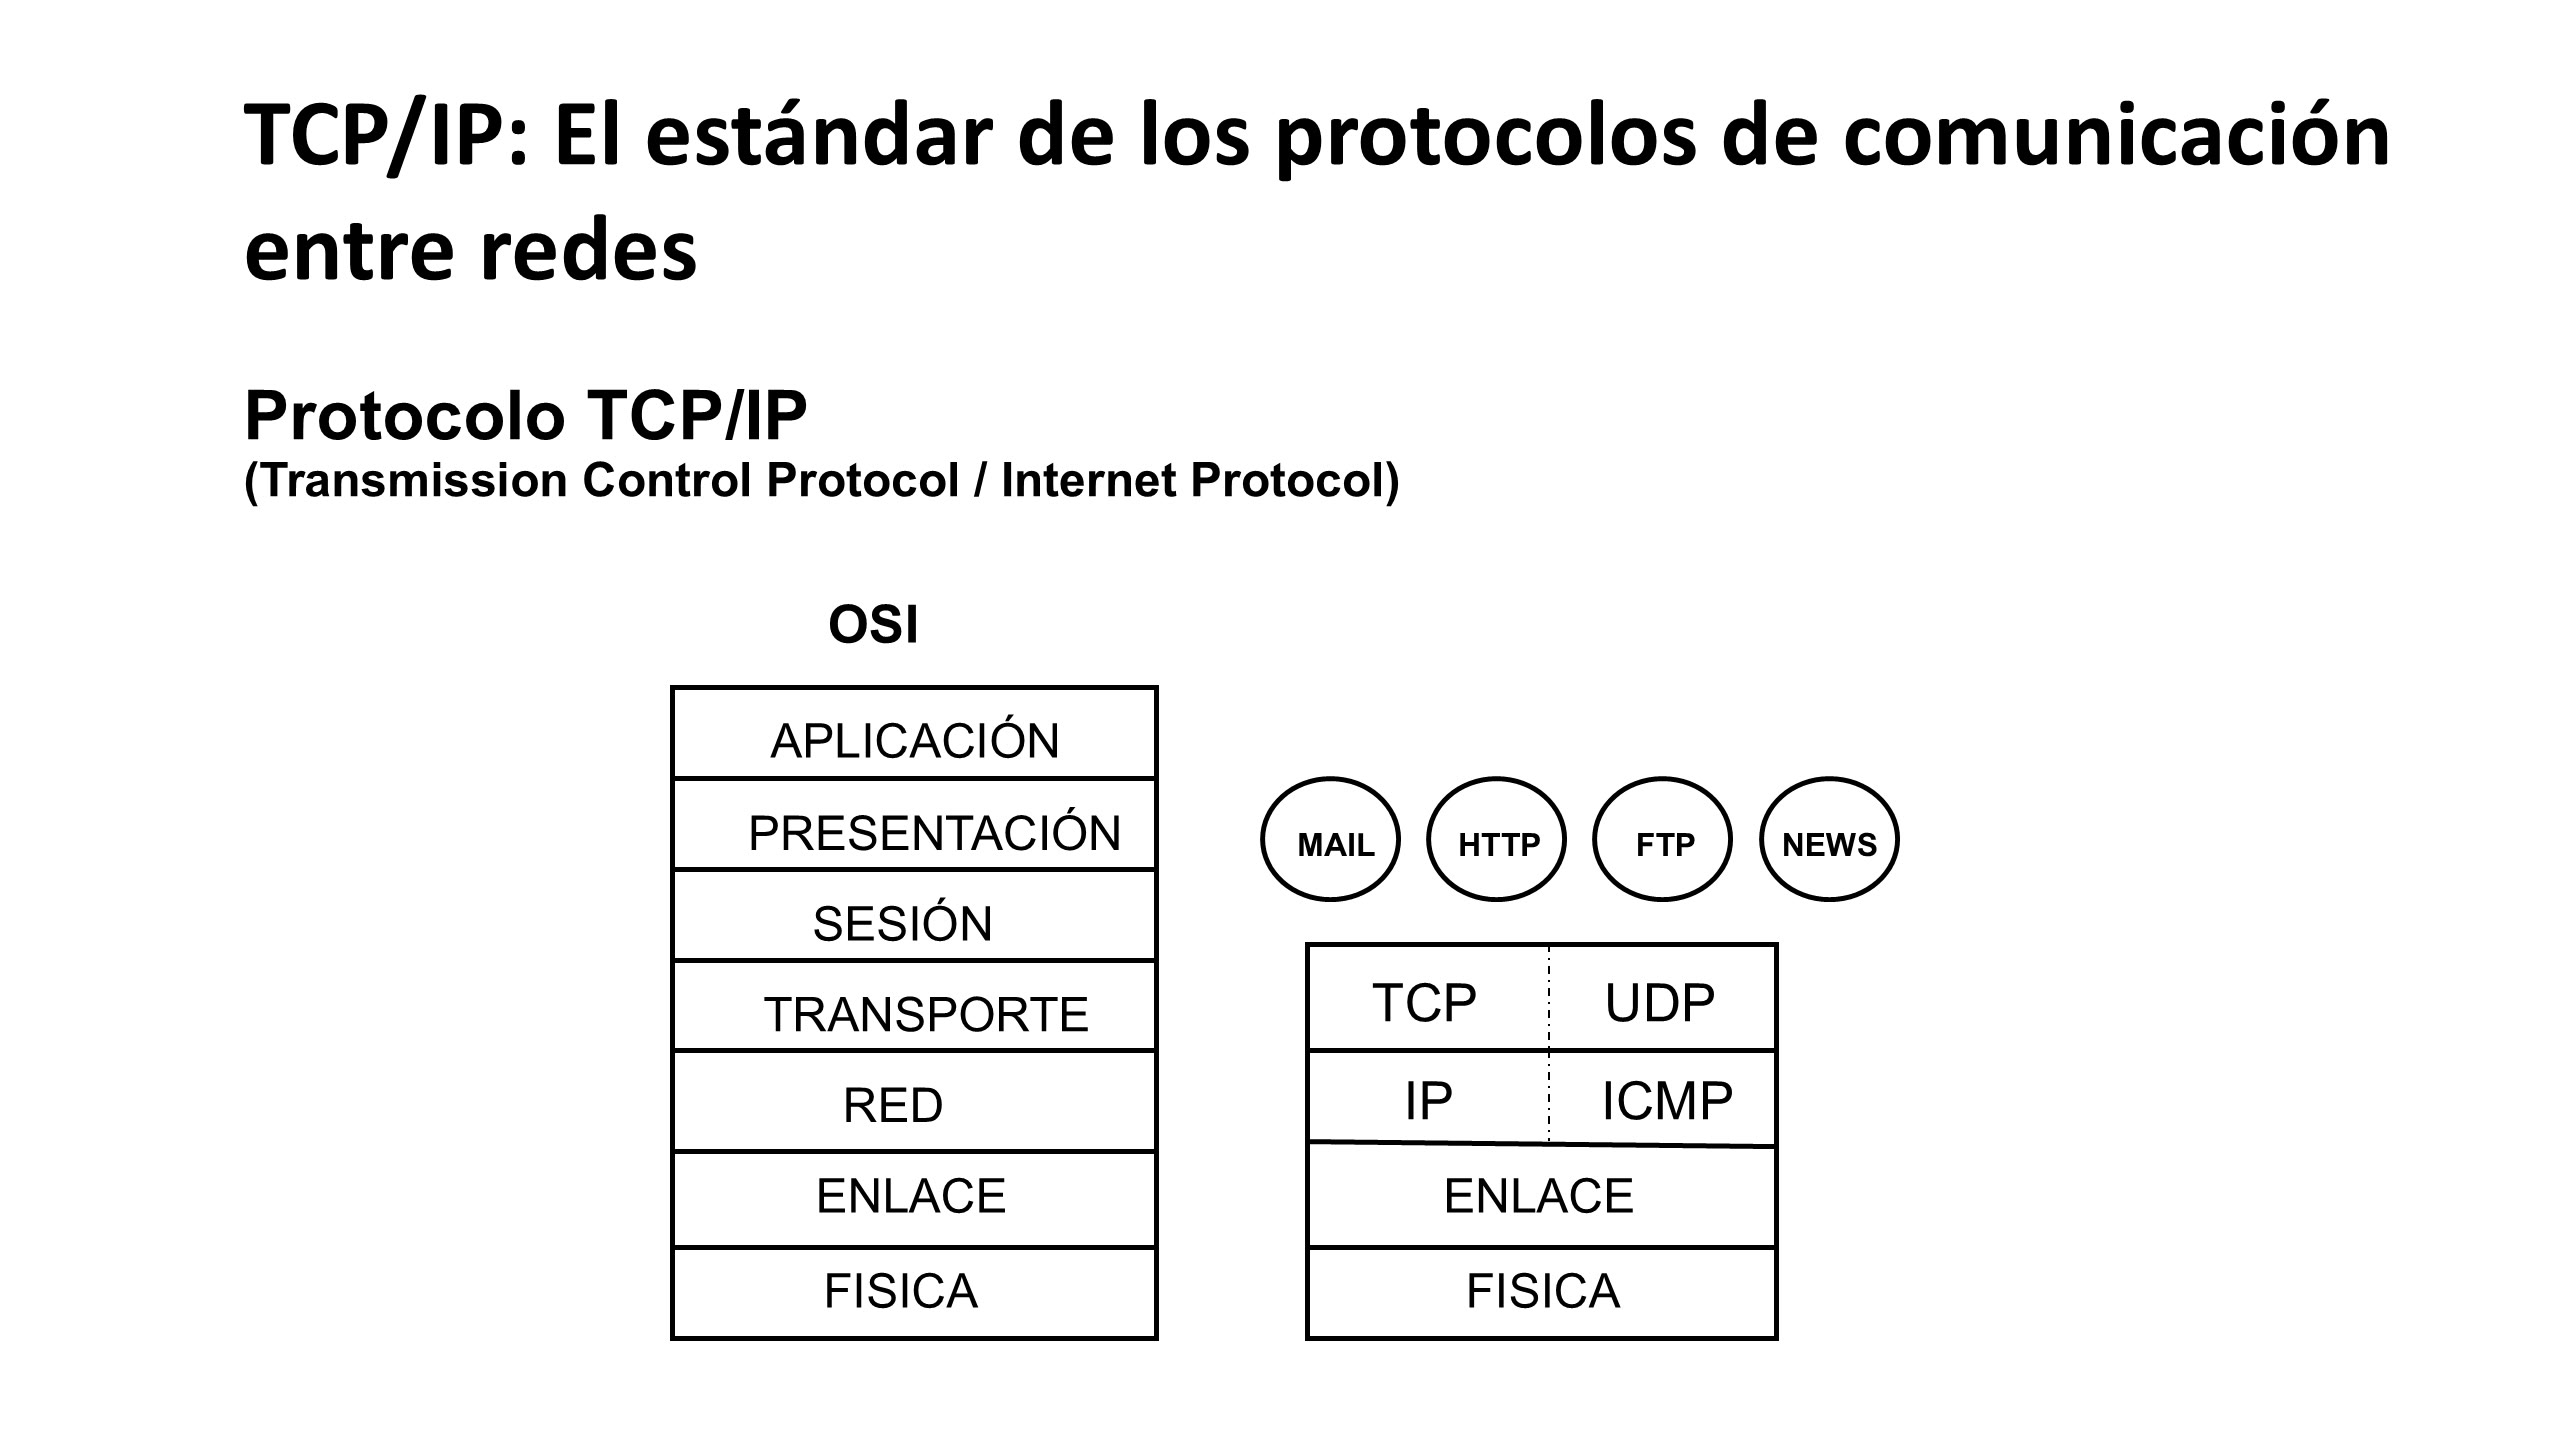 TCP/IP: El estándar de los protocolos de comunicación
entre redes
Protocolo TCP/IP
(Transmission Control Protocol / Internet Protocol)
OSI
APLICACIÓN
PRESENTACIÓN
SESIÓN
TRANSPORTE
RED
ENLACE
FISICA
MAIL HTTP FTP NEWS
TCP UDP
IP ICMP
ENLACE
FISICA